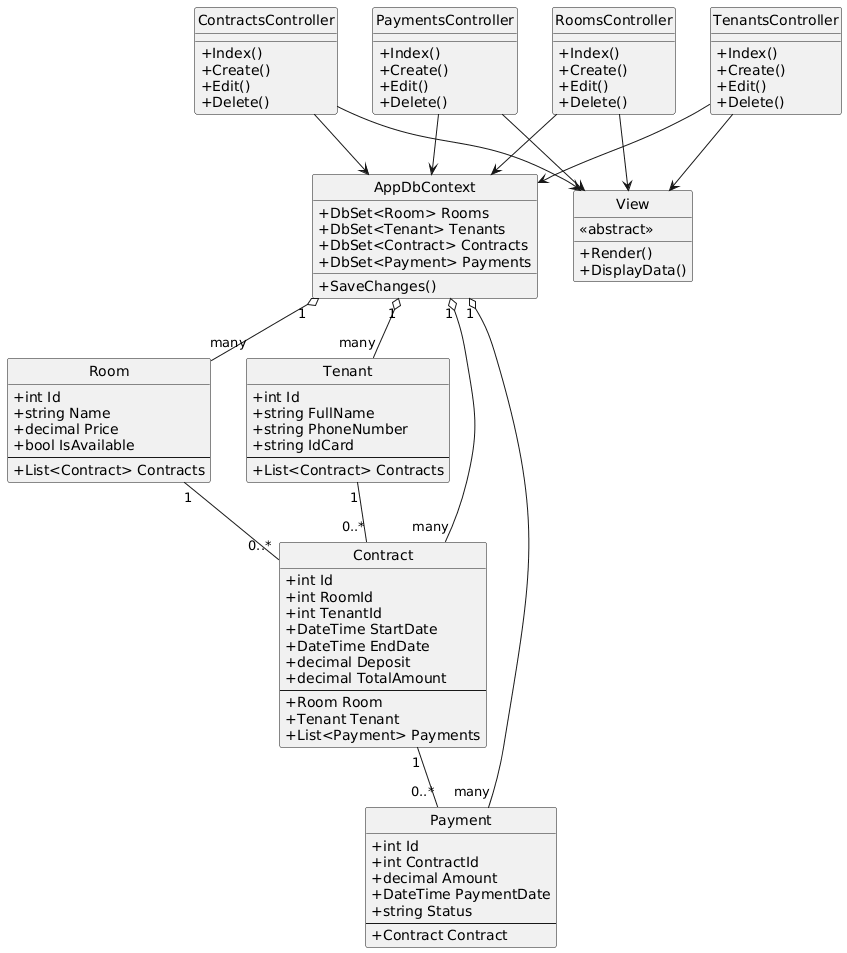 ContractsController
+Index()
+Create()
+Edit()
+Delete()
PaymentsController
+Index()
+Create()
+Edit()
+Delete()
RoomsController
+Index()
+Create()
+Edit()
+Delete()
TenantsController
+Index()
+Create()
+Edit()
+Delete()
AppDbContext
+DbSet<Room> Rooms
+DbSet<Tenant> Tenants
+DbSet<Contract> Contracts
+DbSet<Payment> Payments
+SaveChanges()
View
«abstract»
+Render()
+DisplayData()
1
1
1
1
many
many
Room
+int Id
+string Name
+decimal Price
+bool IsAvailable
+List<Contract> Contracts
Tenant
+int Id
+string FullName
+string PhoneNumber
+string IdCard
+List<Contract> Contracts
1
1
0..*
0..*
many
Contract
+int Id
+int RoomId
+int TenantId
+DateTime StartDate
+DateTime EndDate
+decimal Deposit
+decimal TotalAmount
+Room Room
+Tenant Tenant
+List<Payment> Payments
1
0..*
many
Payment
+int Id
+int ContractId
+decimal Amount
+DateTime PaymentDate
+string Status
+Contract Contract